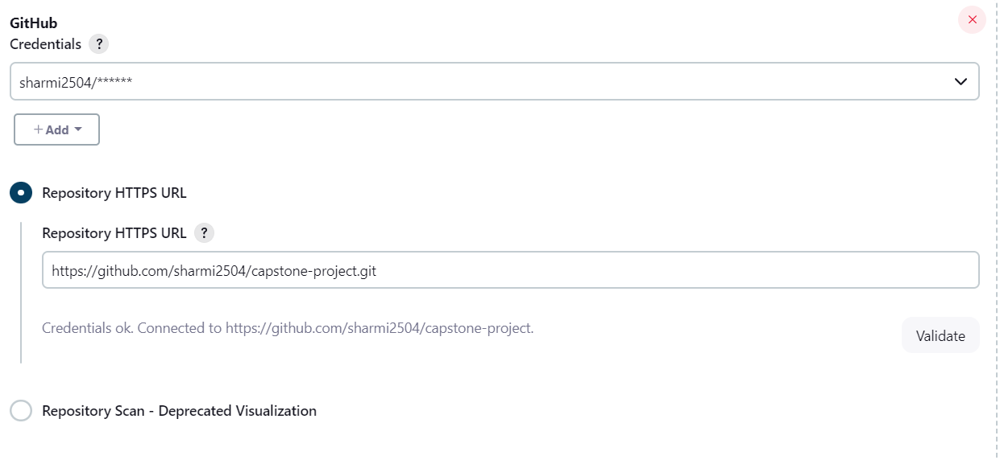 GitHub
Credentials ?
sharmi2504/******
+ Add
Repository HTTPS URL
Repository HTTPS URL ?
https://github.com/sharmi2504/capstone-project.git
Credentials ok. Connected to https://github.com/sharmi2504/capstone-project.
Validate
Repository Scan - Deprecated Visualization